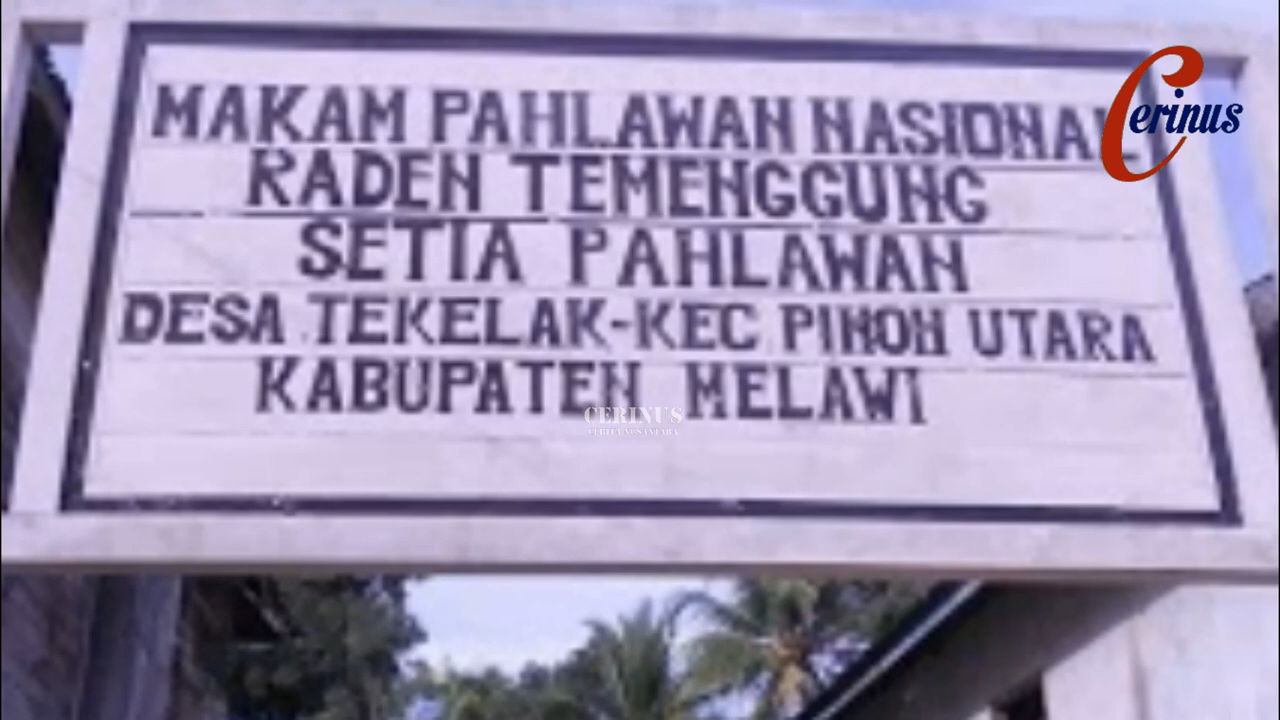 MAKAM PAHLAWAN NASIONAL
RADEN TEMENGGUNG
SETIA PAHLAWAN
DESA TEKELAK-KEC PINOH UTARA
KABUPATEN MELAWI
Cerinus
CERINUS